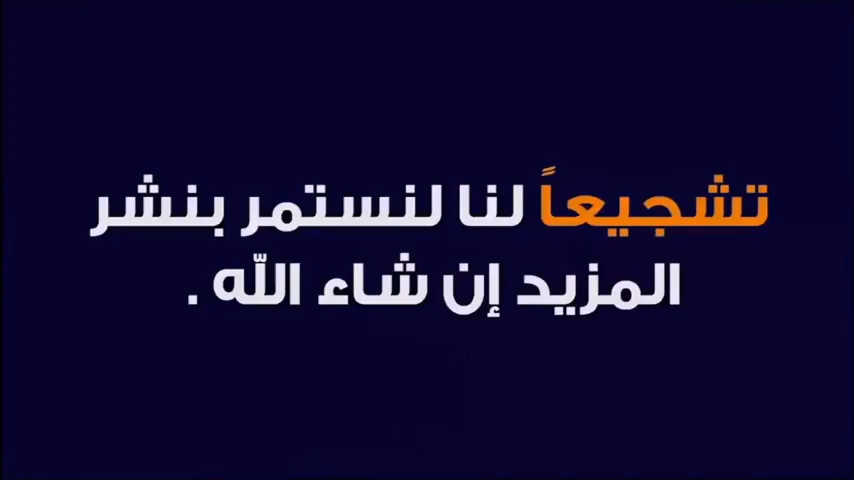 تشجيعاً لنا لنستمر بنشر
المزيد إن شاء الله .